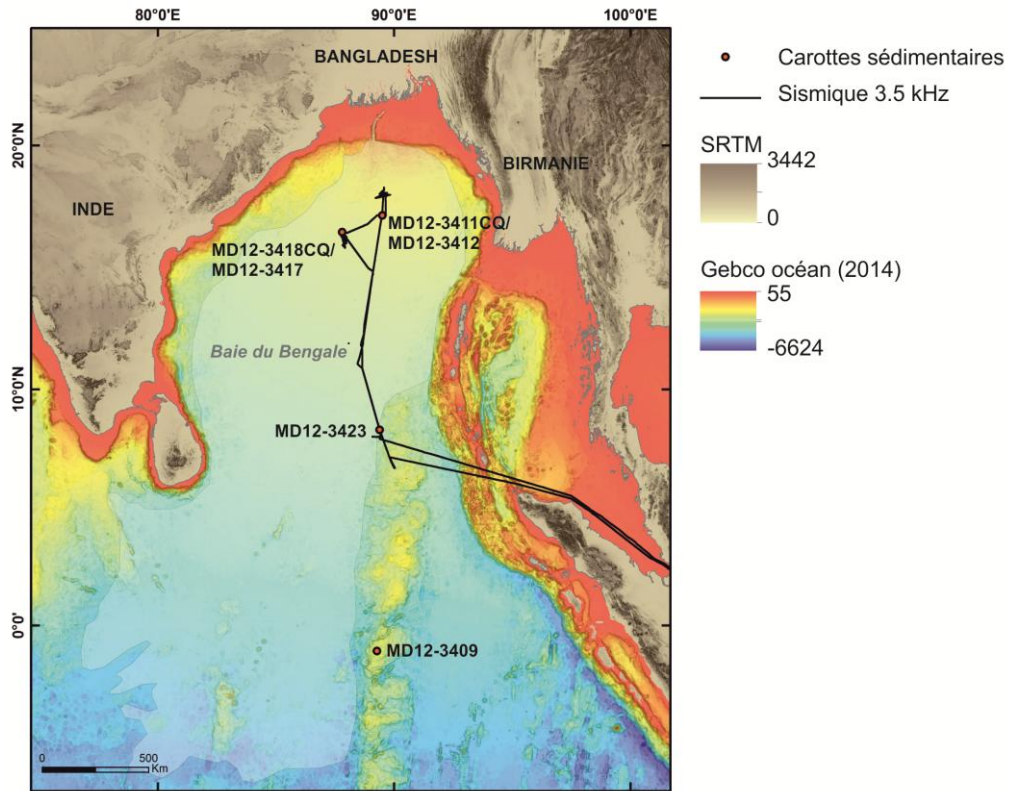 80°0'E
90°0'E
100°0'E
BANGLADESH
BIRMANIE
INDE
20°0'N
10°0'N
0°0'
MD12-3411CQ/
MD12-3412
MD12-3418CQ/
MD12-3417
Baie du Bengale
MD12-3423
MD12-3409
0
500
Km
Carottes sédimentaires
Sismique 3.5 kHz
SRTM
3442
0
Gebco océan (2014)
55
-6624